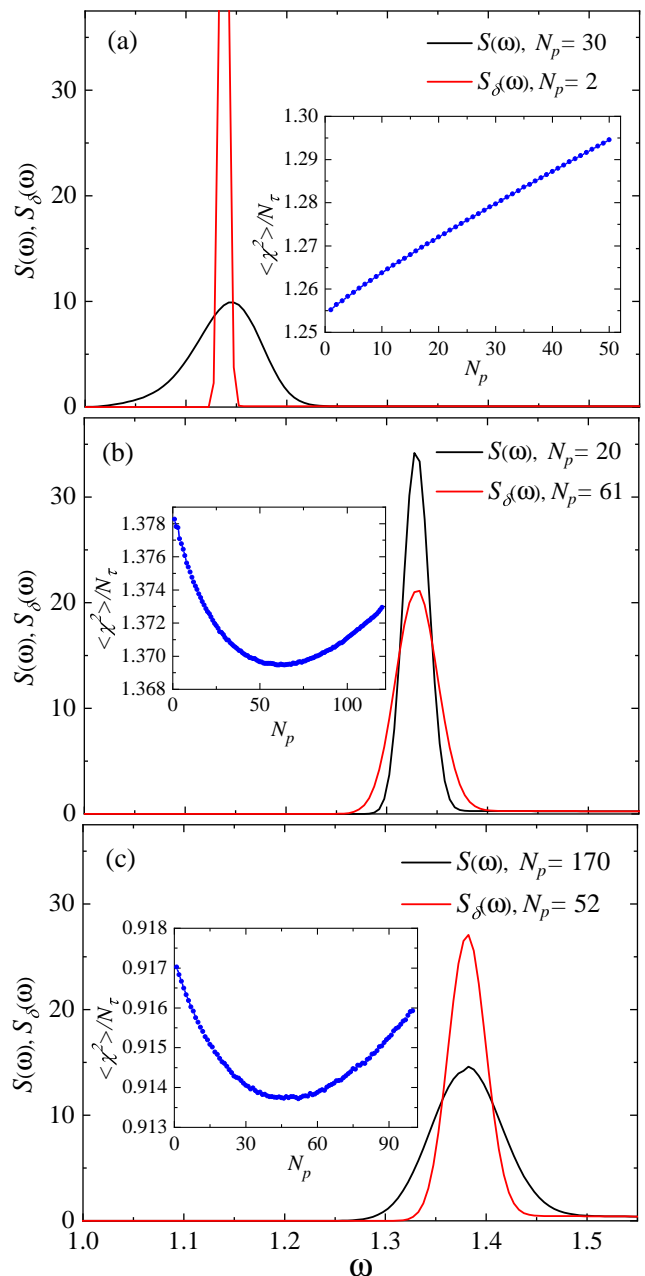 (a)
S(ω), N_p = 30
S_δ(ω), N_p = 2
S(ω), S_δ(ω)
30
20
10
0
<χ²>/N_τ
1.30
1.29
1.28
1.27
1.26
1.25
0 10 20 30 40 50
N_p
(b)
S(ω), N_p = 20
S_δ(ω), N_p = 61
S(ω), S_δ(ω)
30
20
10
0
<χ²>/N_τ
1.378
1.376
1.374
1.372
1.370
1.368
0 50 100
N_p
(c)
S(ω), N_p = 170
S_δ(ω), N_p = 52
S(ω), S_δ(ω)
30
20
10
0
<χ²>/N_τ
0.918
0.917
0.916
0.915
0.914
0.913
0 30 60 90
N_p
1.0 1.1 1.2 1.3 1.4 1.5
ω